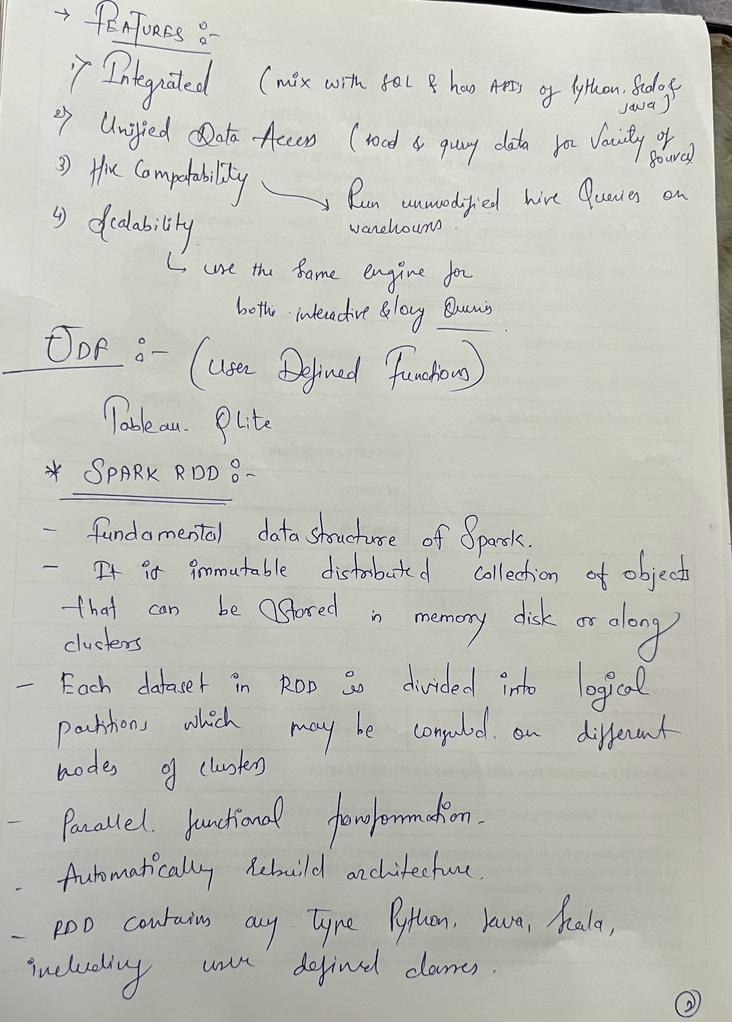 → FEATURES :-
1) Integrated (mix with SQL & has API's of Python, Scala &
Java)
2) Unified Data Access (load & query data for Variety of
sources)
3) Hive Compatability → Run unmodified hive Queries on
warehouses.
4) Scalability
↳ use the same engine for
both interactive & long Queries
UDF :- (User Defined Functions)
Tableau. Qlite
* SPARK RDD :-
- fundamental data structure of Spark.
- It is immutable distributed collection of objects
that can be stored in memory disk or along
clusters
- Each dataset in RDD is divided into logical
partitions which may be computed. on different
nodes of clusters
- Parallel. functional transformation.
- Automatically rebuild architecture.
- RDD contains any type Python, Java, Scala,
including user defined classes.
2